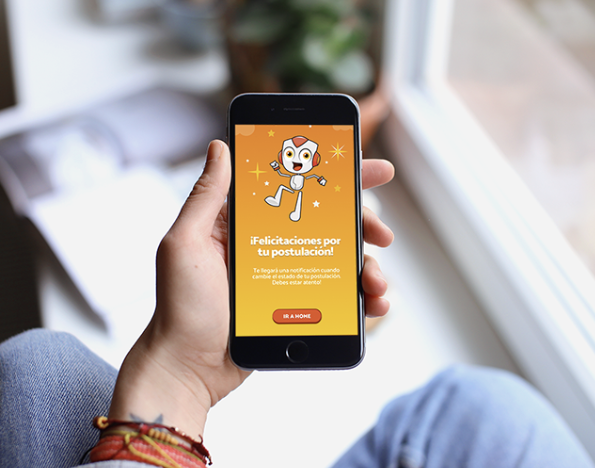 ¡Felicitaciones por
tu postulación!
Te llegará una notificación cuando
cambie el estado de tu postulación.
Debes estar alerta!
IR A HOME